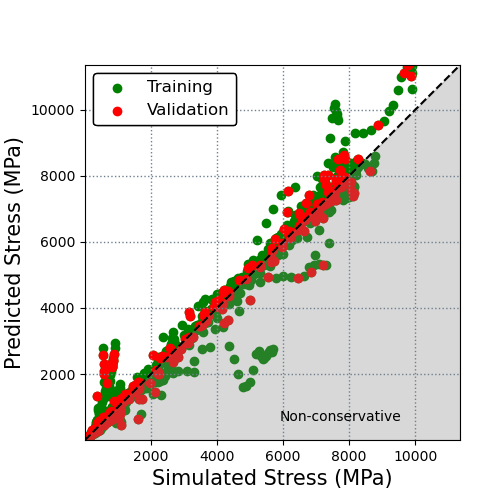 Training
Validation
Predicted Stress (MPa)
10000
8000
6000
4000
2000
Non-conservative
2000 4000 6000 8000 10000
Simulated Stress (MPa)